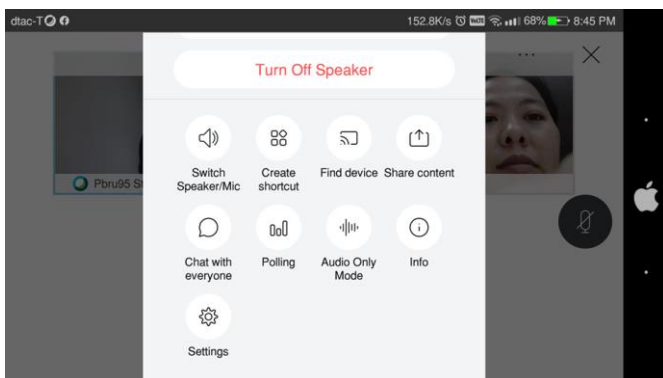 dtac-T 152.8K/s 68% 8:45 PM
Turn Off Speaker
Switch Speaker/Mic
Create shortcut
Find device
Share content
Pbru95
Chat with everyone
Polling
Audio Only Mode
Info
Settings